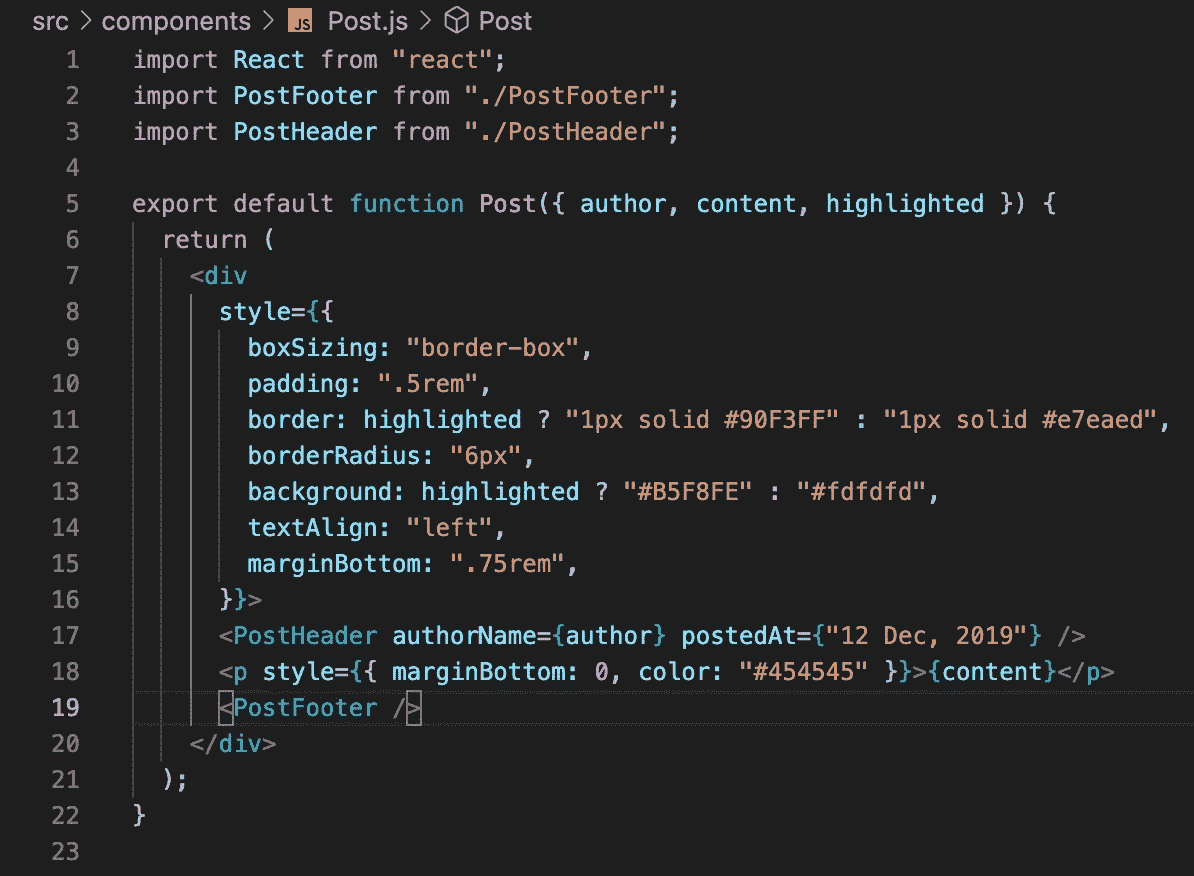 src > components > JS Post.js > Post
1 import React from "react";
2 import PostFooter from "./PostFooter";
3 import PostHeader from "./PostHeader";
4
5 export default function Post({ author, content, highlighted }) {
6   return (
7     <div
8       style={{
9         boxSizing: "border-box",
10         padding: ".5rem",
11         border: highlighted ? "1px solid #90F3FF" : "1px solid #e7eaed",
12         borderRadius: "6px",
13         background: highlighted ? "#B5F8FE" : "#fdfdfd",
14         textAlign: "left",
15         marginBottom: ".75rem",
16       }}>
17       <PostHeader authorName={author} postedAt={"12 Dec, 2019"} />
18       <p style={{ marginBottom: 0, color: "#454545" }}>{content}</p>
19       <PostFooter />
20     </div>
21   );
22 }
23